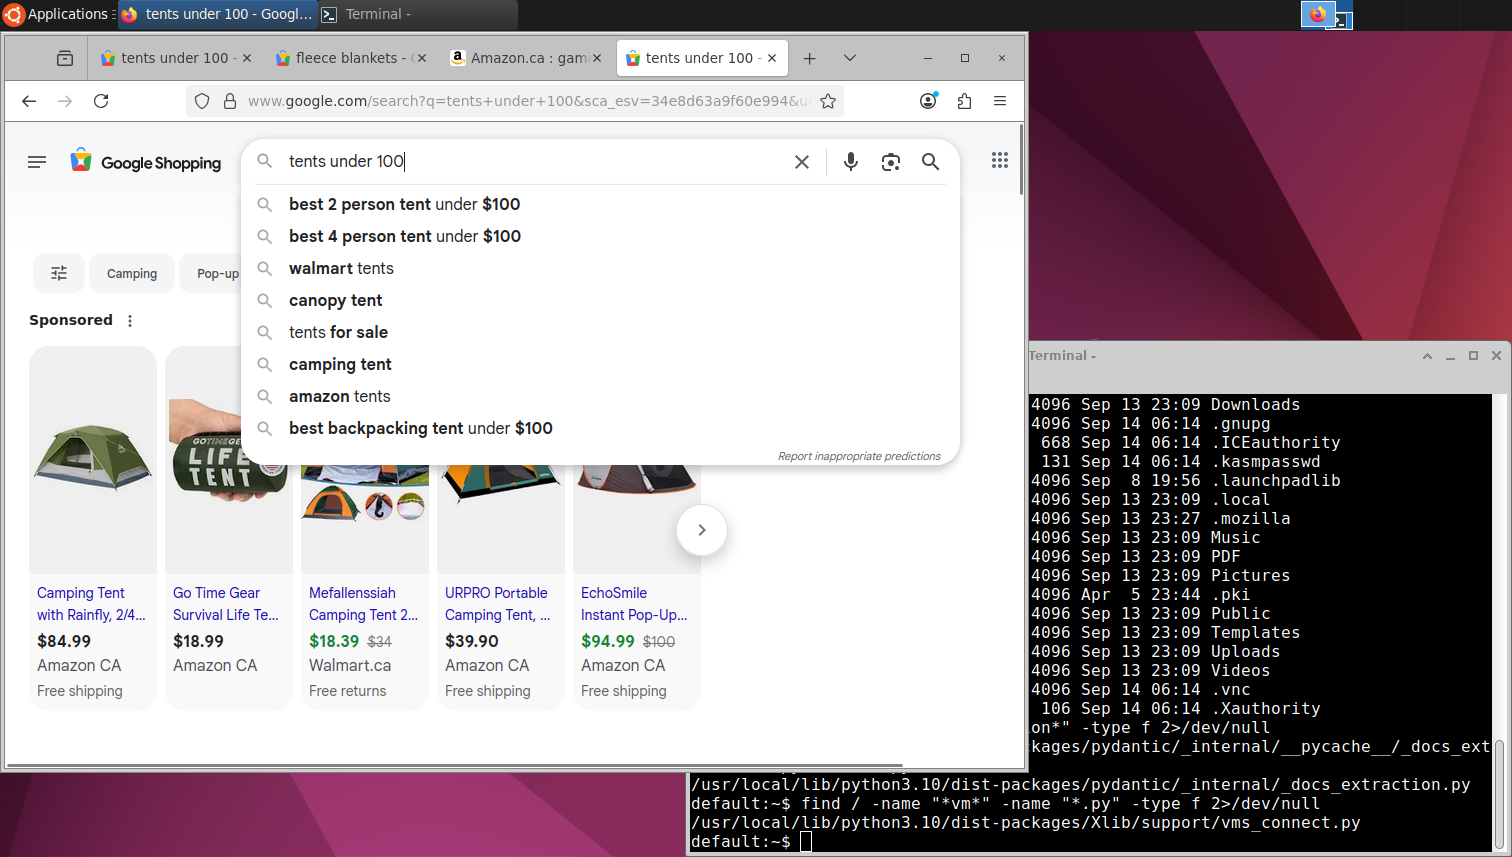 Applications
tents under 100 - Googl...
Terminal -
tents under 100 -
fleece blankets - G
Amazon.ca : gam
tents under 100 -
www.google.com/search?q=tents+under+100&sca_esv=34e8d63a9f60e994&u
Google Shopping
tents under 100
best 2 person tent under $100
best 4 person tent under $100
walmart tents
canopy tent
tents for sale
camping tent
amazon tents
best backpacking tent under $100
Report inappropriate predictions
Camping
Pop-up
Sponsored
GOTIMEGEAR
LIFE
TENT
Camping Tent
with Rainfly, 2/4...
$84.99
Amazon CA
Free shipping
Go Time Gear
Survival Life Te...
$18.99
Amazon CA
Mefallenssiah
Camping Tent 2...
$18.39 $34
Walmart.ca
Free returns
URPRO Portable
Camping Tent, ...
$39.90
Amazon CA
Free shipping
EchoSmile
Instant Pop-Up...
$94.99 $100
Amazon CA
Free shipping
Terminal -
4096 Sep 13 23:09 Downloads
4096 Sep 14 06:14 .gnupg
668 Sep 14 06:14 .ICEauthority
131 Sep 14 06:14 .kasmpasswd
4096 Sep  8 19:56 .launchpadlib
4096 Sep 13 23:09 .local
4096 Sep 13 23:27 .mozilla
4096 Sep 13 23:09 Music
4096 Sep 13 23:09 PDF
4096 Sep 13 23:09 Pictures
4096 Apr  5 23:44 .pki
4096 Sep 13 23:09 Public
4096 Sep 13 23:09 Templates
4096 Sep 13 23:09 Uploads
4096 Sep 13 23:09 Videos
4096 Sep 14 06:14 .vnc
106 Sep 14 06:14 .Xauthority
on*" -type f 2>/dev/null
kages/pydantic/_internal/__pycache__/_docs_ext
/usr/local/lib/python3.10/dist-packages/pydantic/_internal/_docs_extraction.py
default:~$ find / -name "*vm*" -name "*.py" -type f 2>/dev/null
/usr/local/lib/python3.10/dist-packages/Xlib/support/vms_connect.py
default:~$